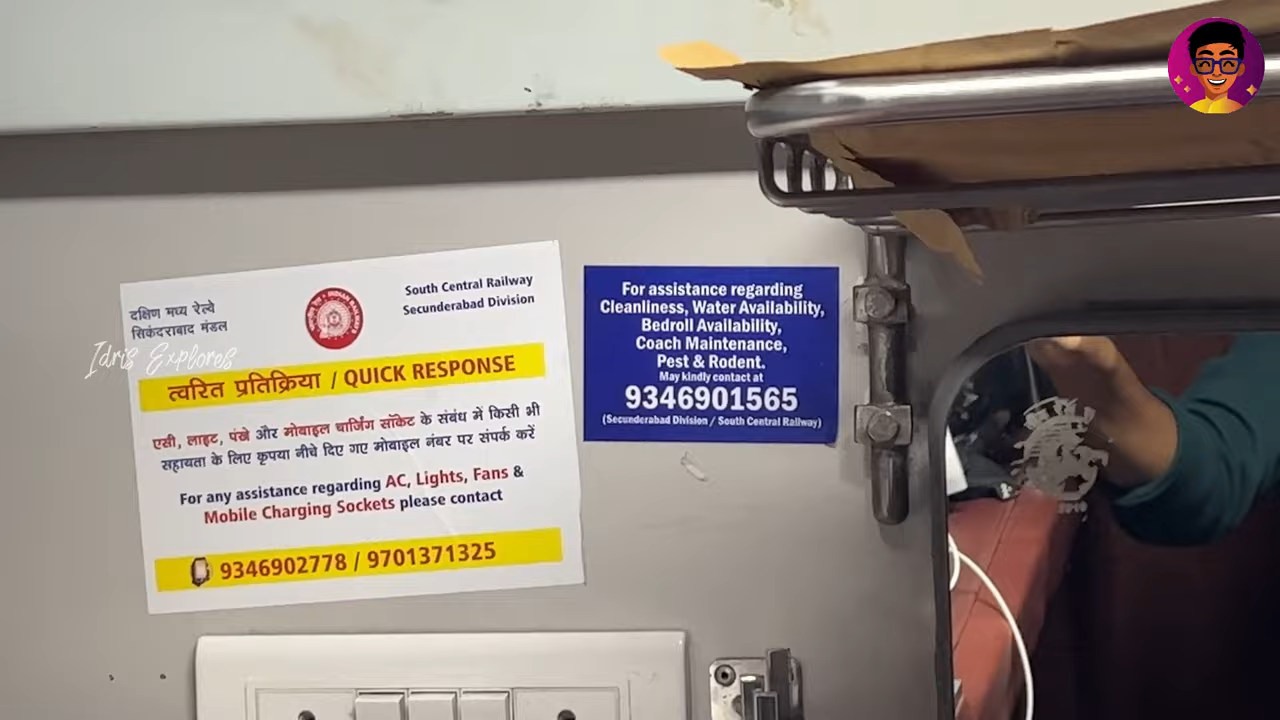 दक्षिण मध्य रेल्वे
सिकंदराबाद मंडल
South Central Railway
Secunderabad Division
Idris Explores
त्वरित प्रतिक्रिया / QUICK RESPONSE
एसी, लाइट, पंखे और मोबाइल चार्जिंग सॉकेट के संबंध में किसी भी
सहायता के लिए कृपया नीचे दिए गए मोबाइल नंबर पर संपर्क करें
For any assistance regarding AC, Lights, Fans &
Mobile Charging Sockets please contact
9346902778 / 9701371325
For assistance regarding
Cleanliness, Water Availability,
Bedroll Availability,
Coach Maintenance,
Pest & Rodent.
May kindly contact at
9346901565
(Secunderabad Division / South Central Railway)